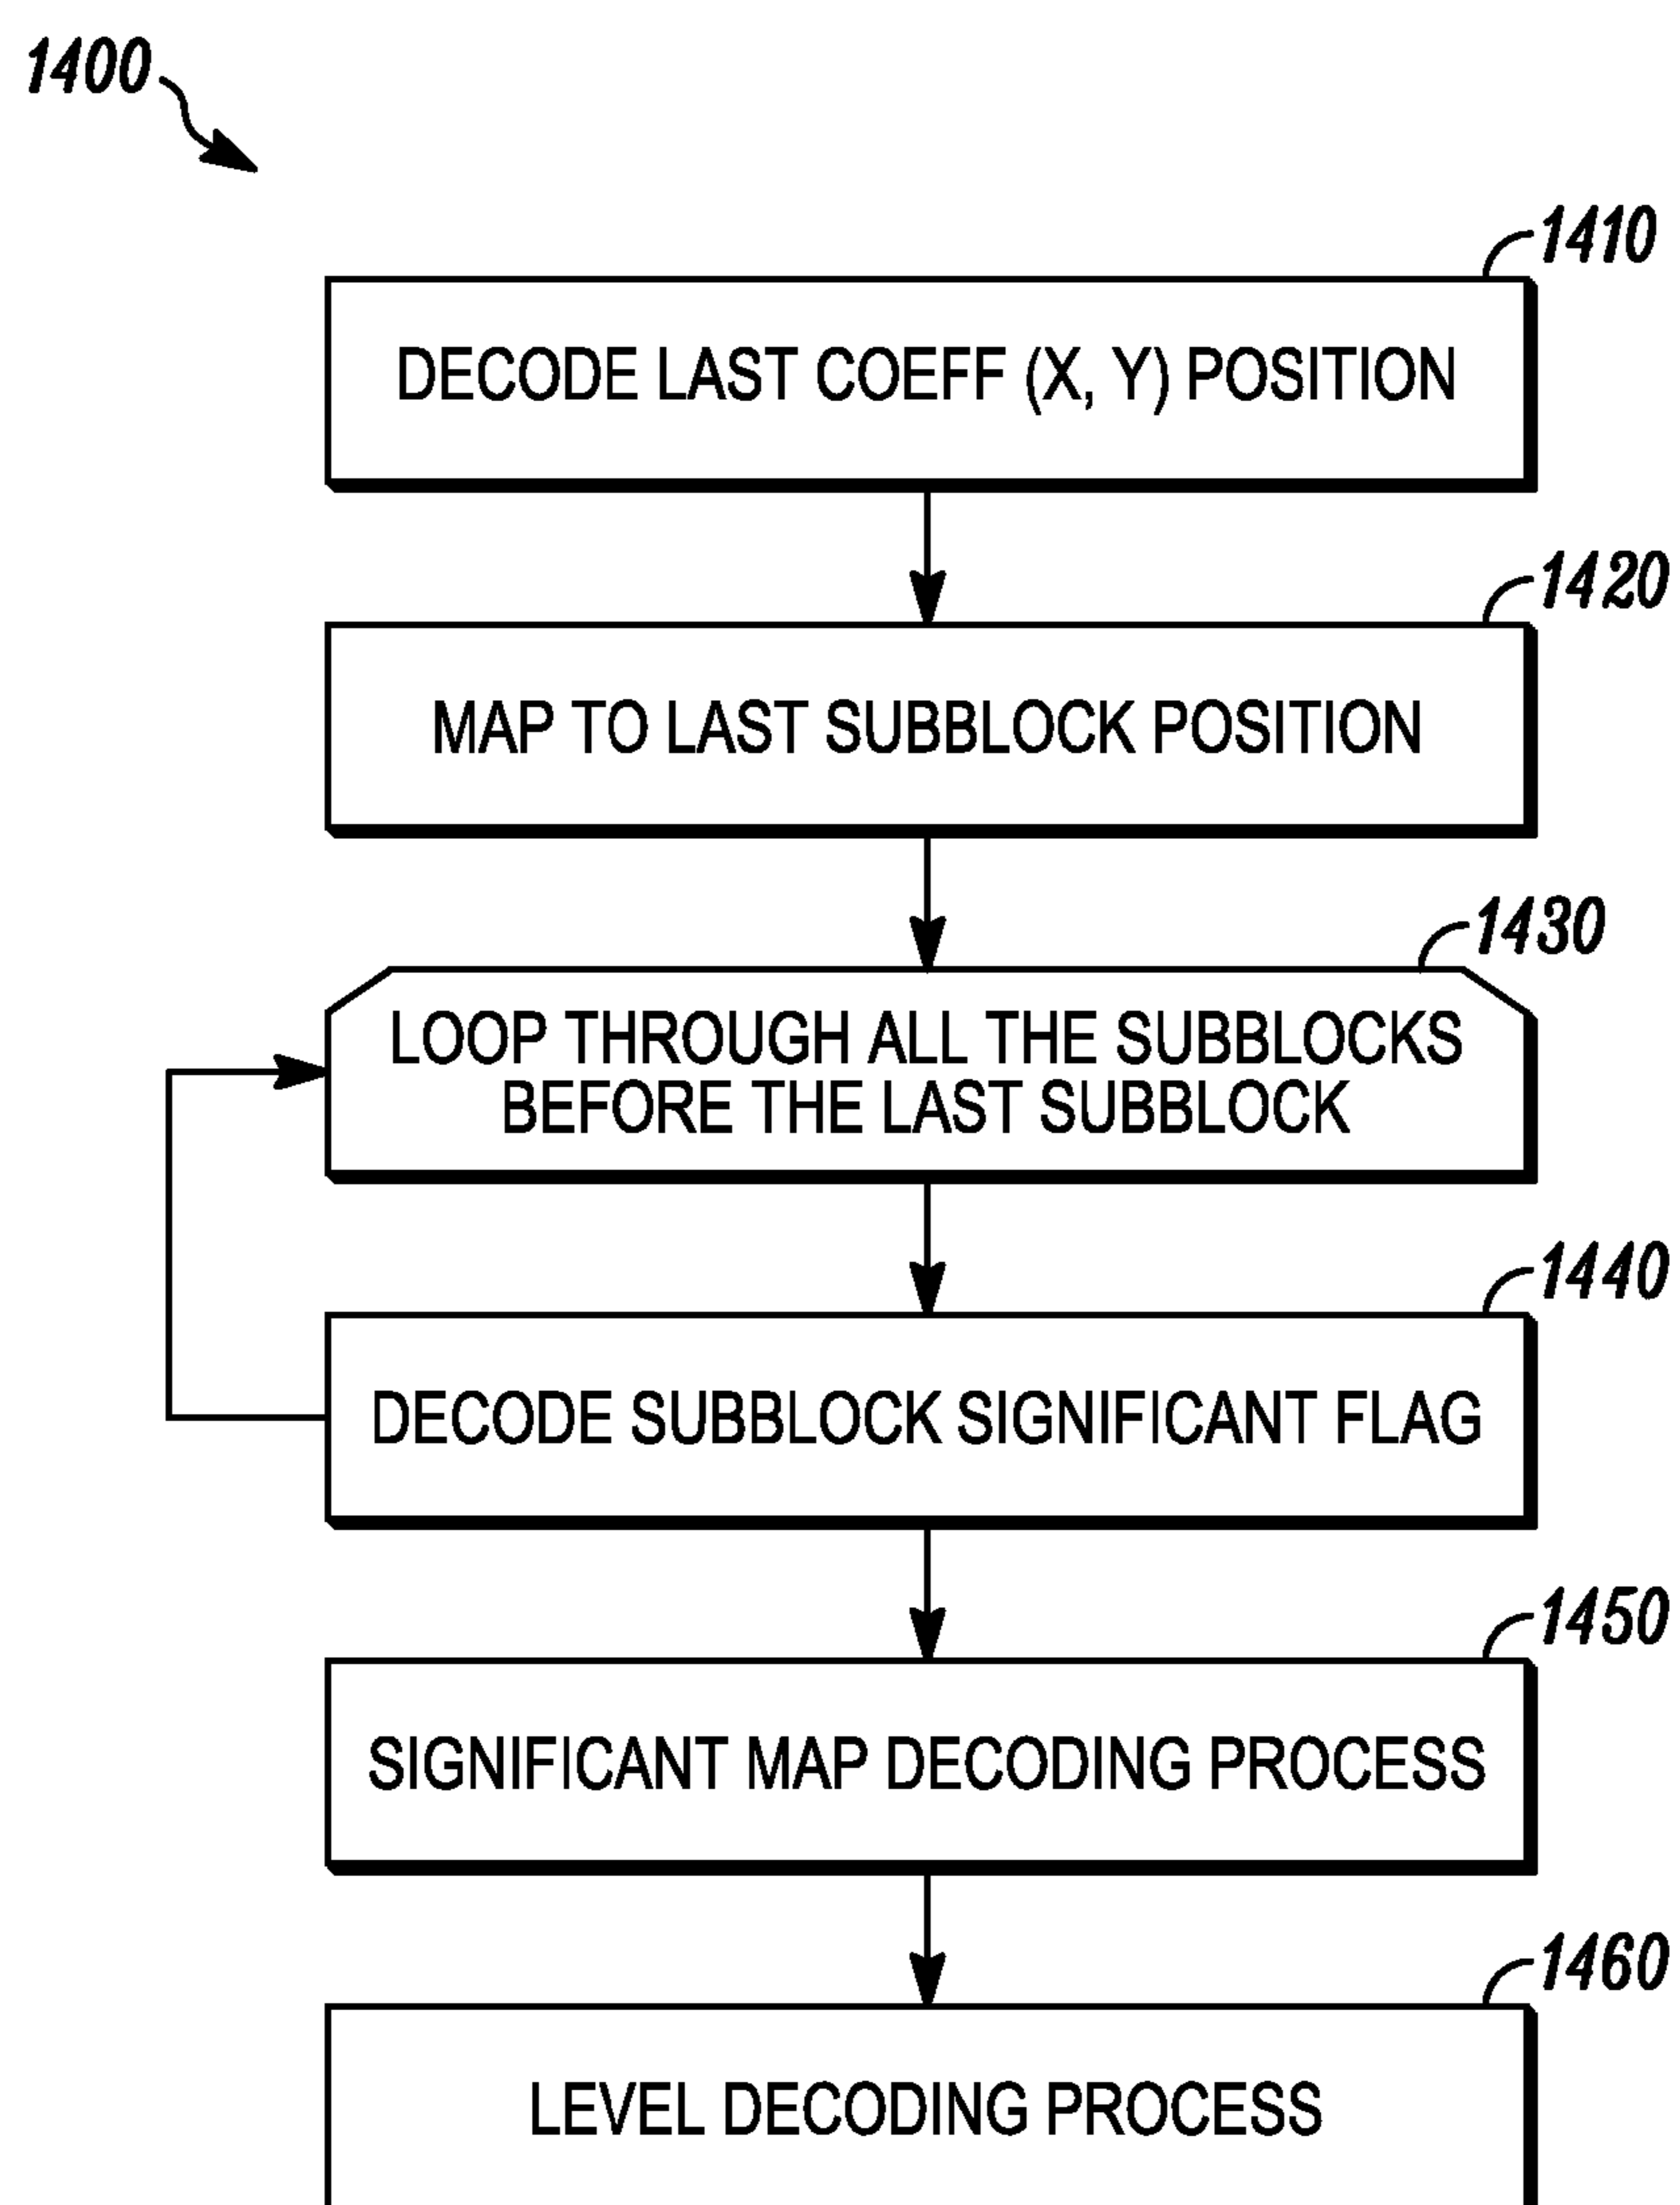 1400
1410
DECODE LAST COEFF (X, Y) POSITION
1420
MAP TO LAST SUBBLOCK POSITION
1430
LOOP THROUGH ALL THE SUBBLOCKS
BEFORE THE LAST SUBBLOCK
1440
DECODE SUBBLOCK SIGNIFICANT FLAG
1450
SIGNIFICANT MAP DECODING PROCESS
1460
LEVEL DECODING PROCESS